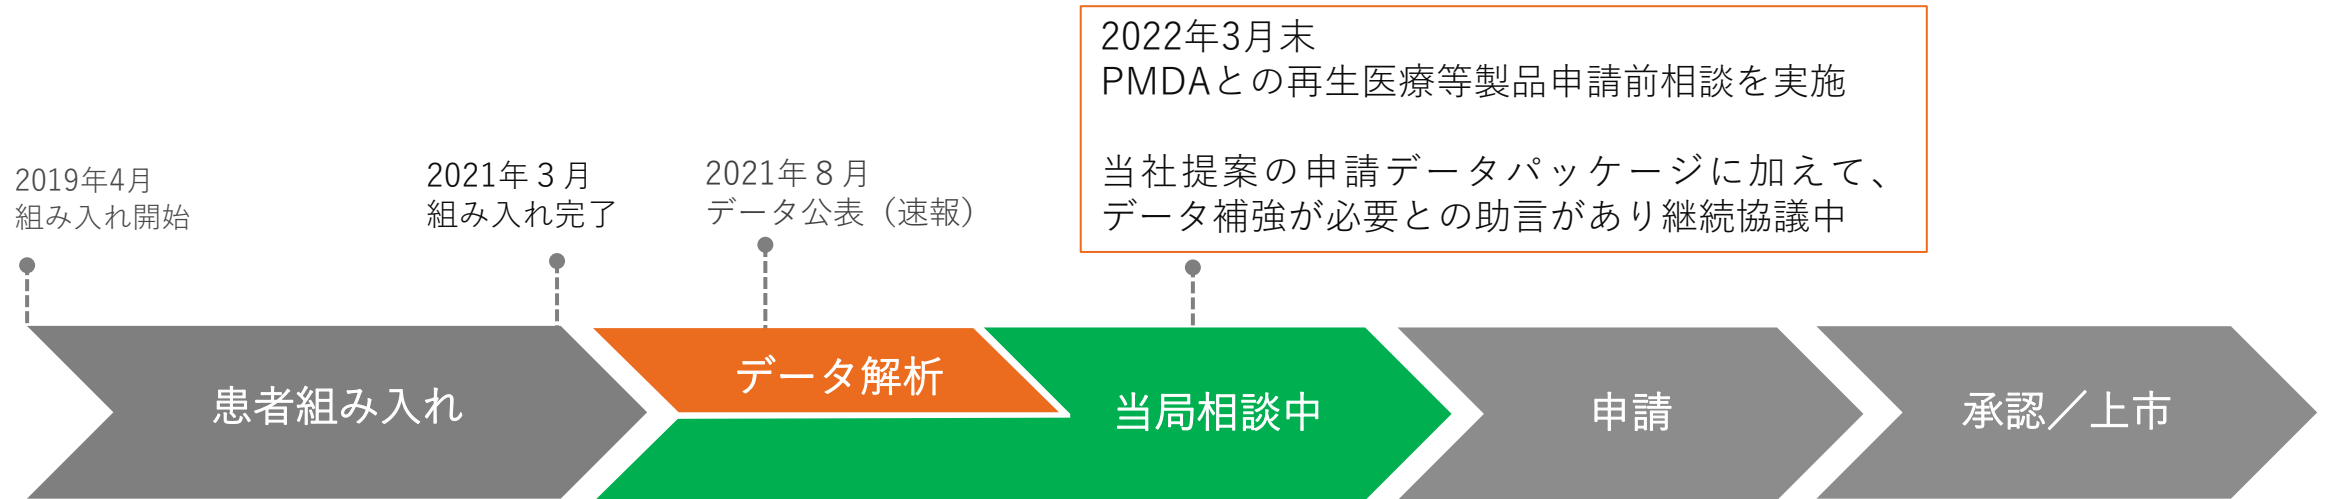 2022年3月末
PMDAとの再生医療等製品申請前相談を実施
当社提案の申請データパッケージに加えて、
データ補強が必要との助言があり継続協議中
2019年4月
組み入れ開始
2021年３月
組み入れ完了
2021年８月
データ公表（速報）
患者組み入れ
データ解析
当局相談中
申請
承認／上市